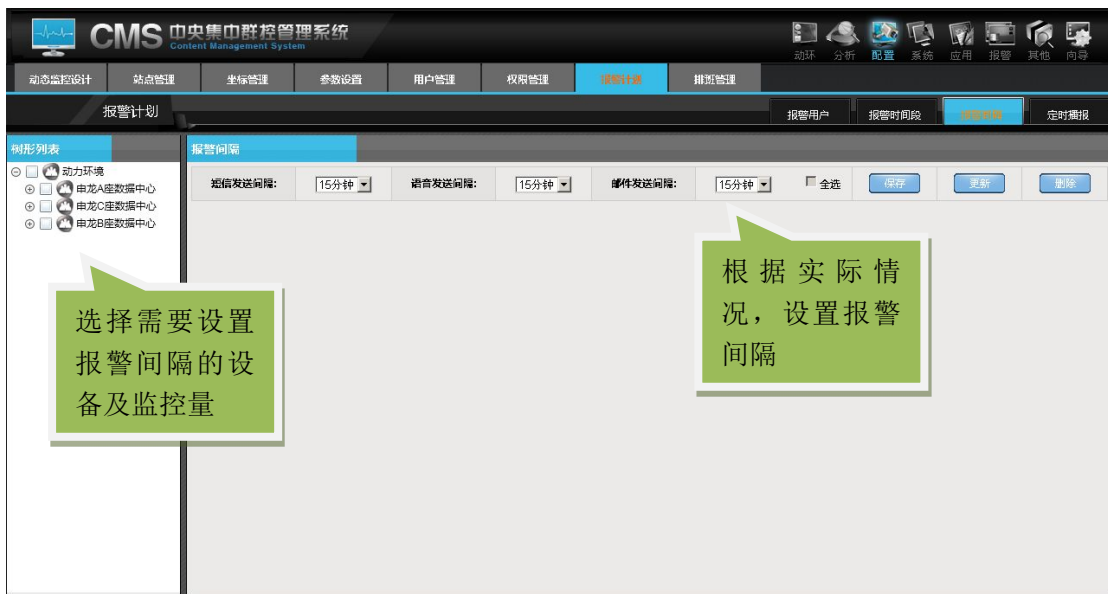 CMS 中央集中群控管理系统
Content Management System
动环 分析 配置 系统 应用 报警 其他 向导
动态监控设计 站点管理 坐标管理 参数设置 用户管理 权限管理 报警计划 排班管理
报警计划
报警用户 报警时间段 报警间隔 定时播报
树形列表
报警间隔
动力环境
申龙A座数据中心
申龙C座数据中心
申龙B座数据中心
短信发送间隔: 15分钟 语音发送间隔: 15分钟 邮件发送间隔: 15分钟 全选 保存 更新 删除
选择需要设置
报警间隔的设
备及监控量
根据实际情
况，设置报警
间隔